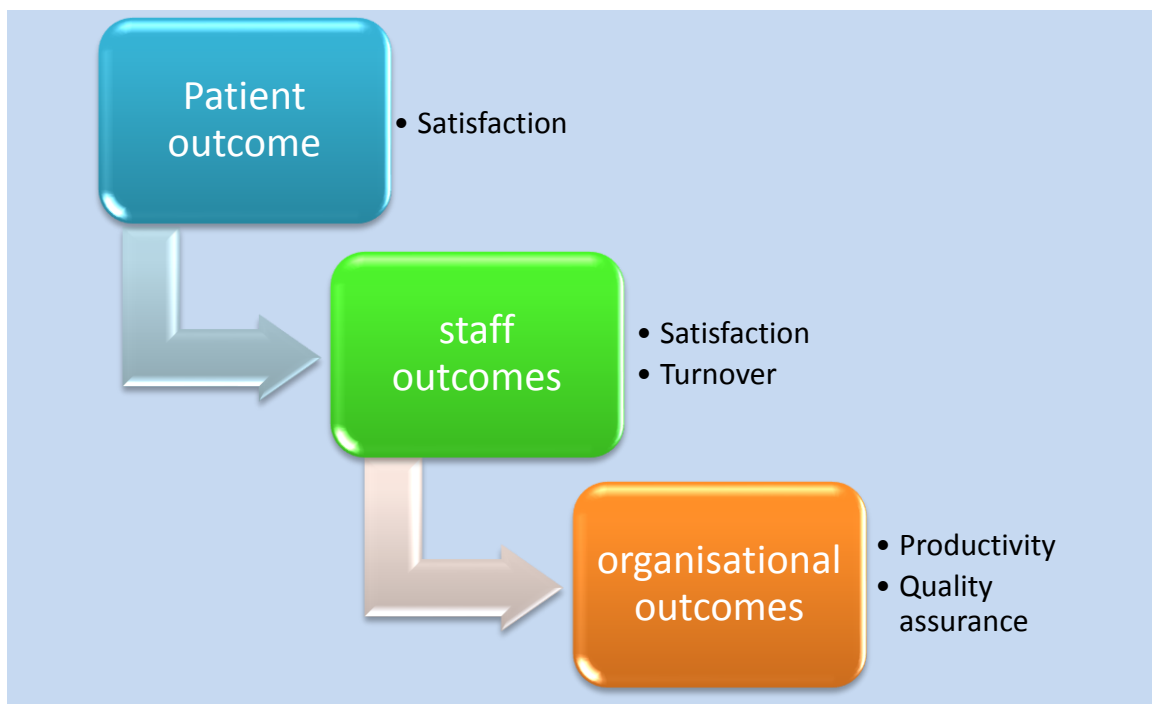 Patient
outcome
• Satisfaction
staff
outcomes
• Satisfaction
• Turnover
organisational
outcomes
• Productivity
• Quality
assurance